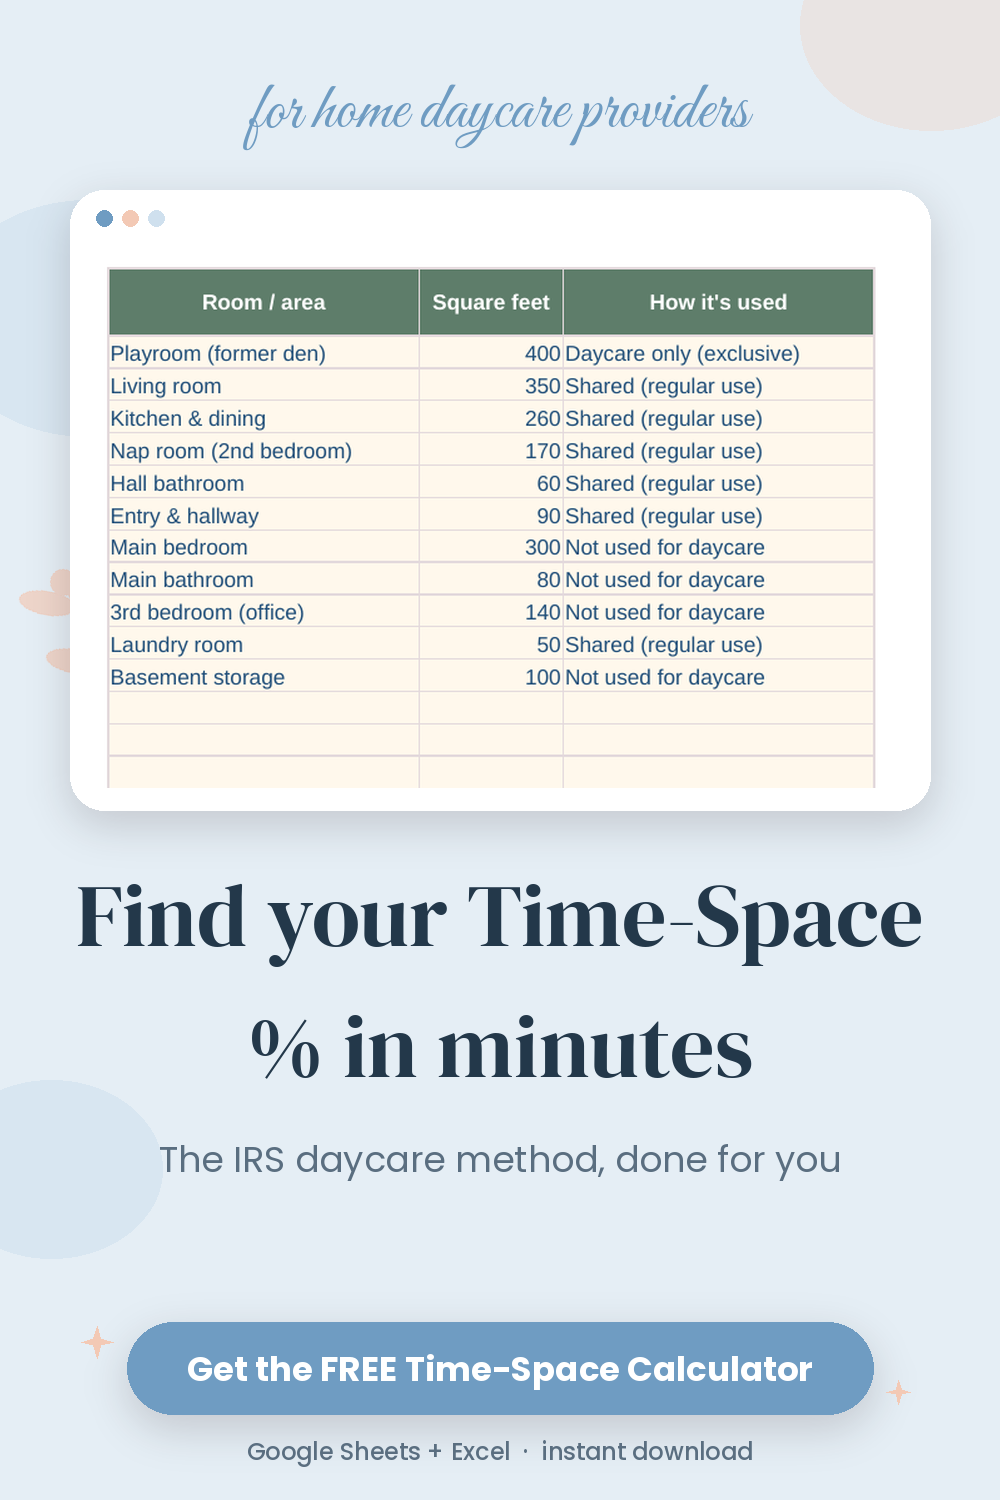 for home daycare providers
Room / area Square feet How it's used
Playroom (former den) 400 Daycare only (exclusive)
Living room 350 Shared (regular use)
Kitchen & dining 260 Shared (regular use)
Nap room (2nd bedroom) 170 Shared (regular use)
Hall bathroom 60 Shared (regular use)
Entry & hallway 90 Shared (regular use)
Main bedroom 300 Not used for daycare
Main bathroom 80 Not used for daycare
3rd bedroom (office) 140 Not used for daycare
Laundry room 50 Shared (regular use)
Basement storage 100 Not used for daycare
Find your Time-Space
% in minutes
The IRS daycare method, done for you
Get the FREE Time-Space Calculator
Google Sheets + Excel · instant download